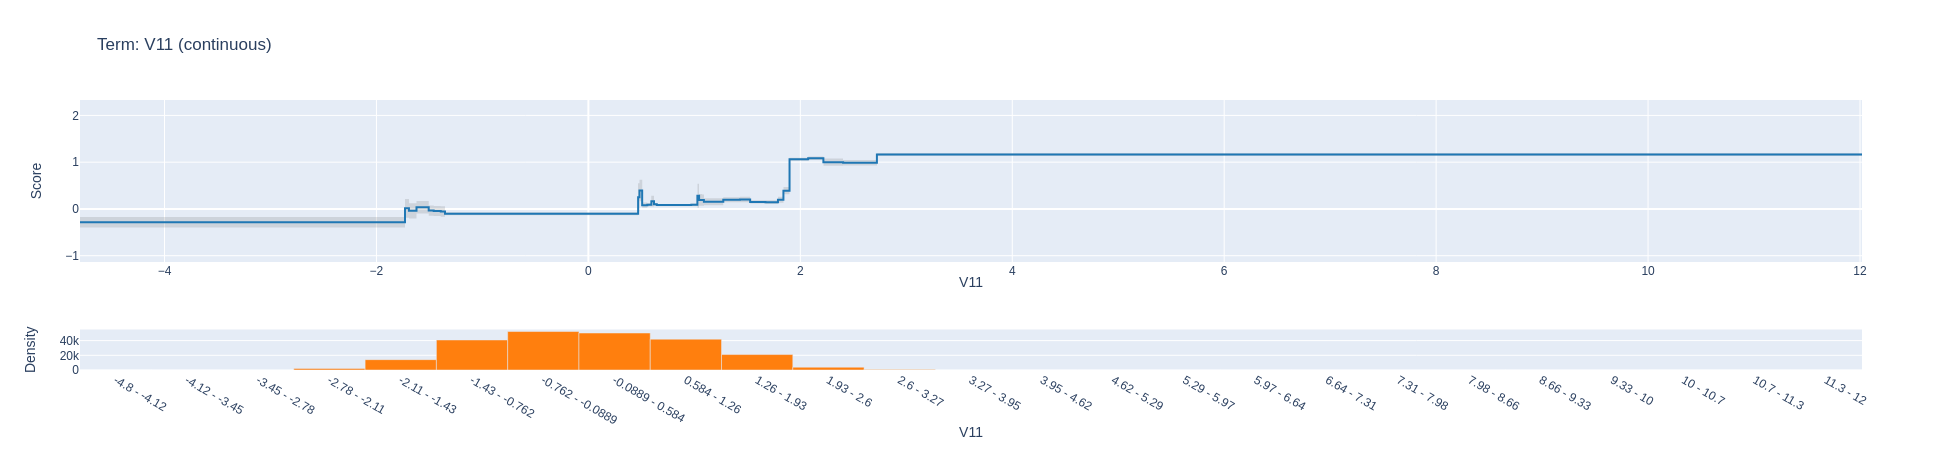 Term: V11 (continuous)
Score
2
1
0
−1
−4
−2
0
2
4
6
8
10
12
V11
Density
40k
20k
0
-4.8 - -4.12
-4.12 - -3.45
-3.45 - -2.78
-2.78 - -2.11
-2.11 - -1.43
-1.43 - -0.762
-0.762 - -0.0889
-0.0889 - 0.584
0.584 - 1.26
1.26 - 1.93
1.93 - 2.6
2.6 - 3.27
3.27 - 3.95
3.95 - 4.62
4.62 - 5.29
5.29 - 5.97
5.97 - 6.64
6.64 - 7.31
7.31 - 7.98
7.98 - 8.66
8.66 - 9.33
9.33 - 10
10 - 10.7
10.7 - 11.3
11.3 - 12
V11